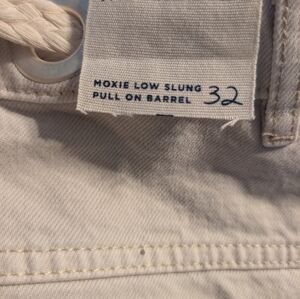 MOXIE LOW SLUNG
PULL ON BARREL 32